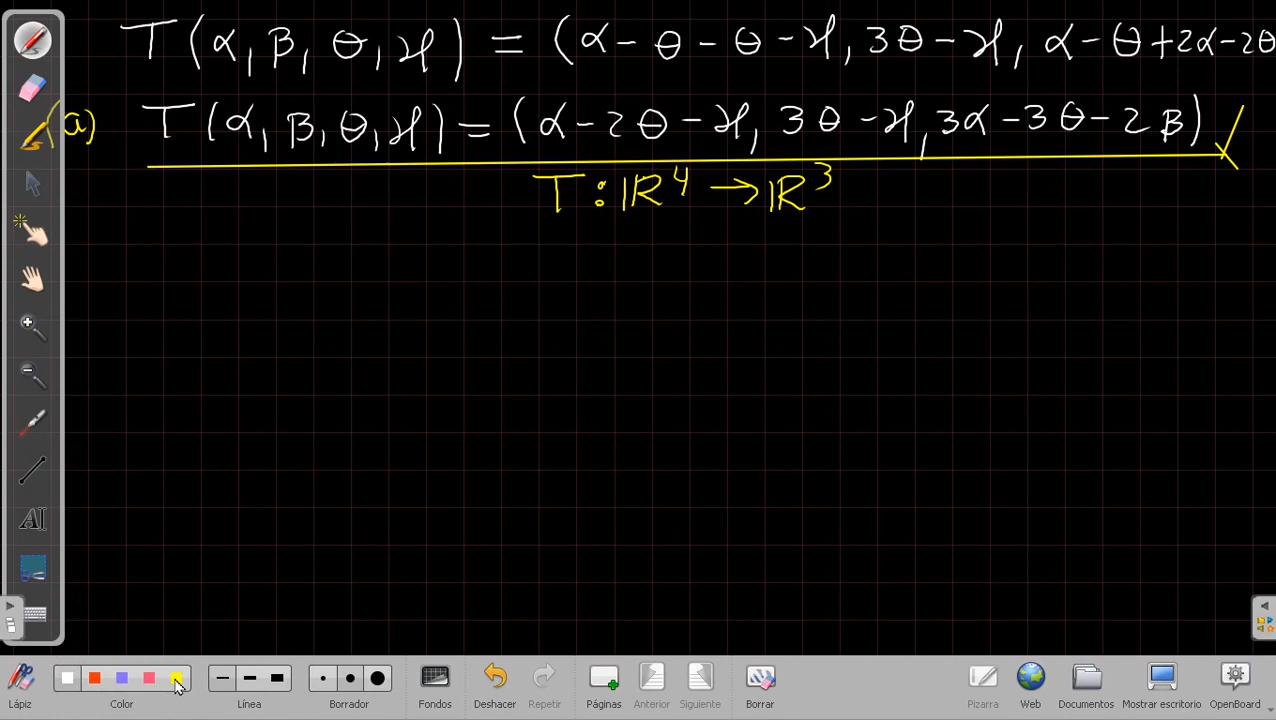 T(α, β, θ, ℋ) = (α - θ - θ - ℋ, 3θ - ℋ, α - θ + 2α - 2θ
(a) T(α, β, θ, ℋ) = (α - 2θ - ℋ, 3θ - ℋ, 3α - 3θ - 2β)
T : ℝ⁴ → ℝ³
Lápiz
Color
Línea
Borrador
Fondos
Deshacer
Repetir
Páginas
Anterior
Siguiente
Borrar
Pizarra
Web
Documentos
Mostrar escritorio
OpenBoard